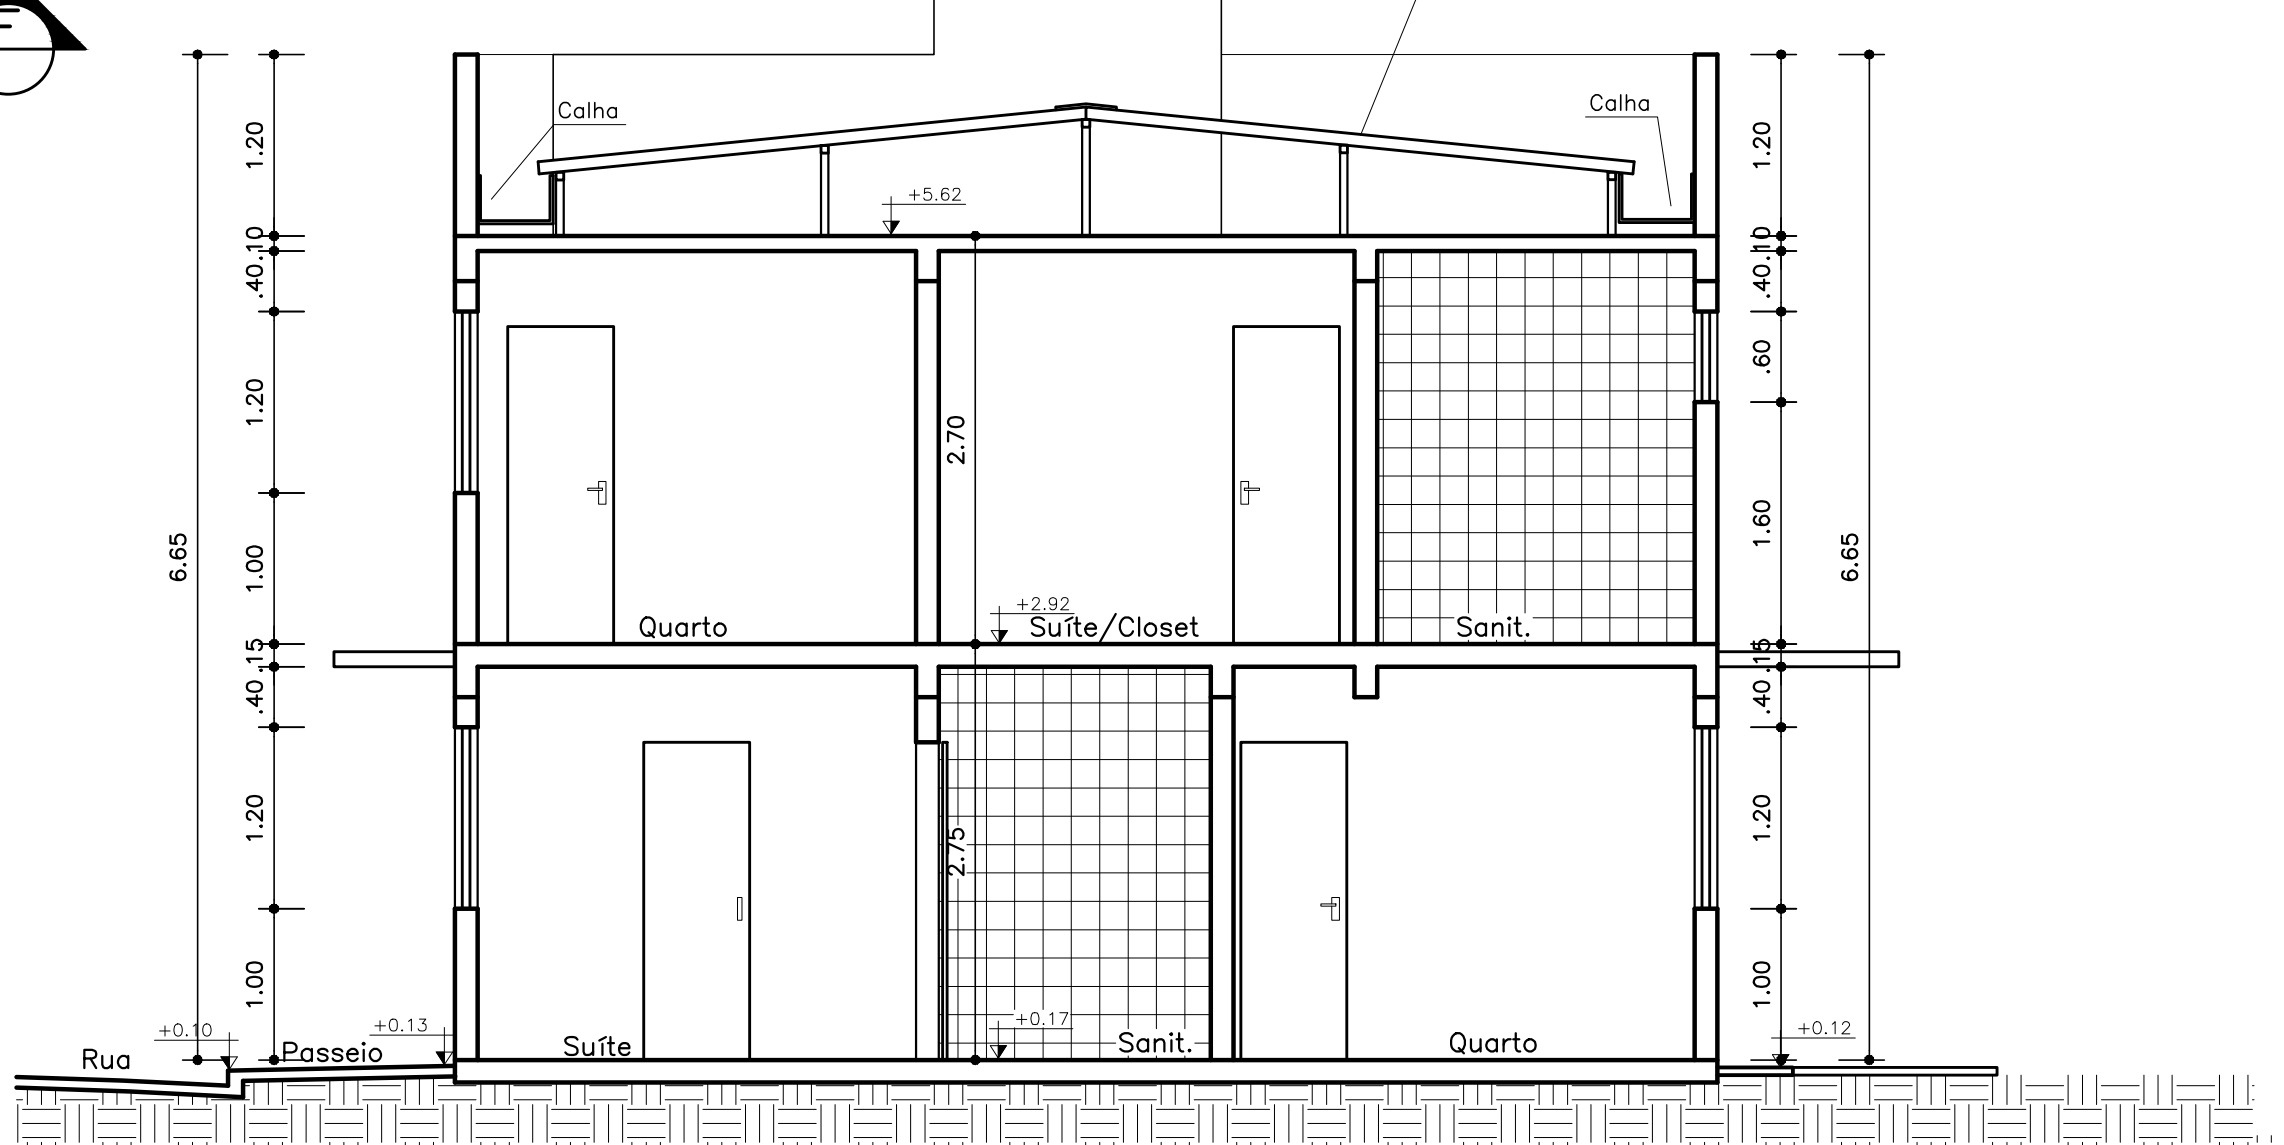 E
Calha
Calha
1.20
1.20
+5.62
.10
.10
.40
.40
1.20
.60
2.70
6.65
1.00
1.60
6.65
+2.92
Quarto
Suíte/Closet
Sanit.
.15
.15
.40
.40
1.20
2.75
1.20
1.00
1.00
+0.10
+0.13
+0.17
+0.12
Rua
Passeio
Suíte
Sanit.
Quarto